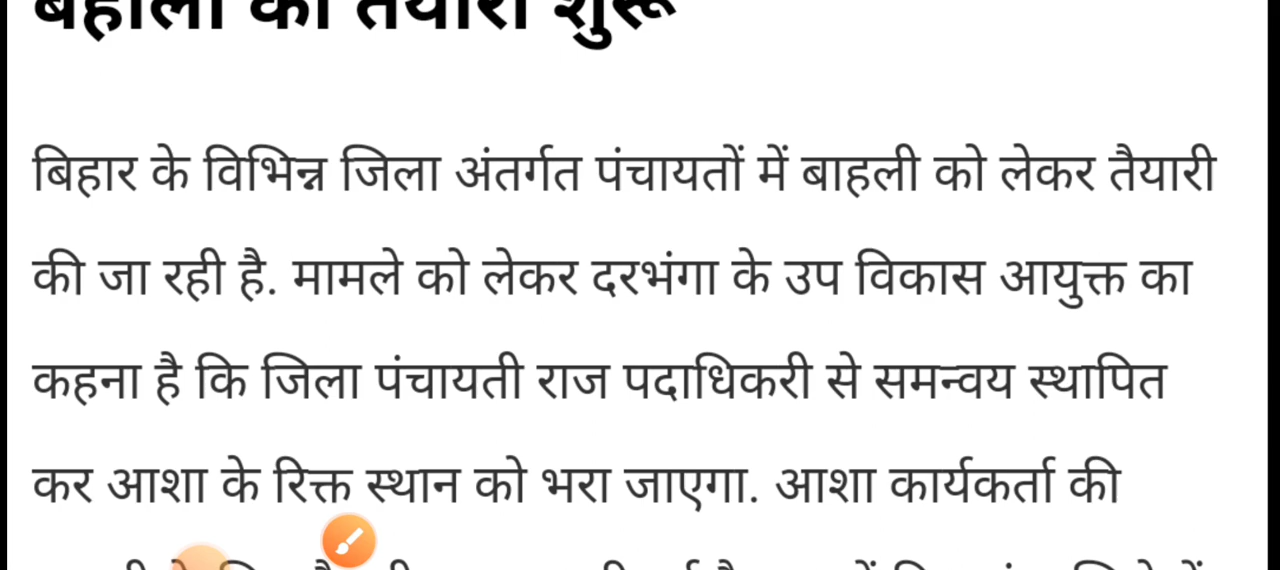 बहाली की तैयारी शुरू
बिहार के विभिन्न जिला अंतर्गत पंचायतों में बाहली को लेकर तैयारी
की जा रही है. मामले को लेकर दरभंगा के उप विकास आयुक्त का
कहना है कि जिला पंचायती राज पदाधिकरी से समन्वय स्थापित
कर आशा के रिक्त स्थान को भरा जाएगा. आशा कार्यकर्ता की